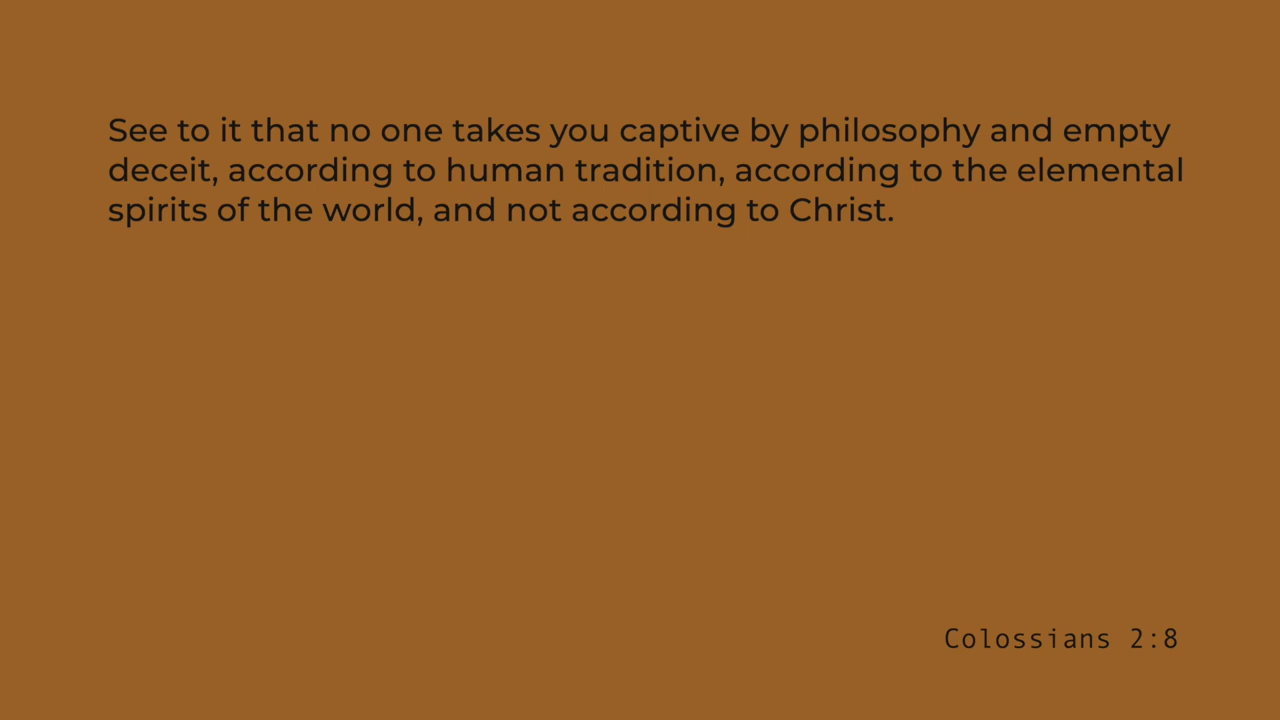 See to it that no one takes you captive by philosophy and empty
deceit, according to human tradition, according to the elemental
spirits of the world, and not according to Christ.
Colossians 2:8